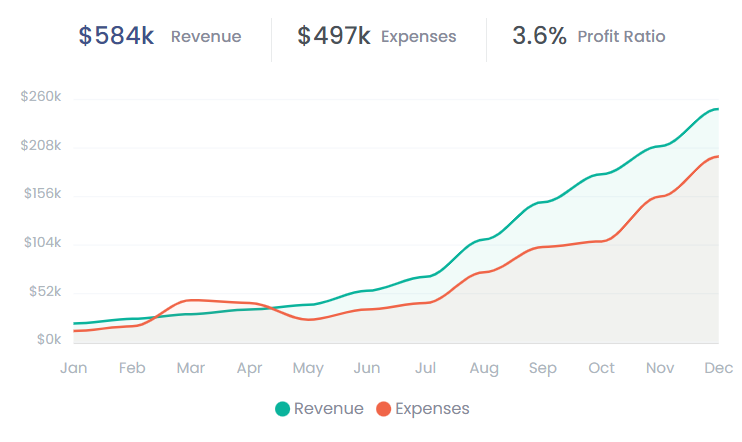 $584k Revenue $497k Expenses 3.6% Profit Ratio
$260k
$208k
$156k
$104k
$52k
$0k
Jan Feb Mar Apr May Jun Jul Aug Sep Oct Nov Dec
Revenue Expenses